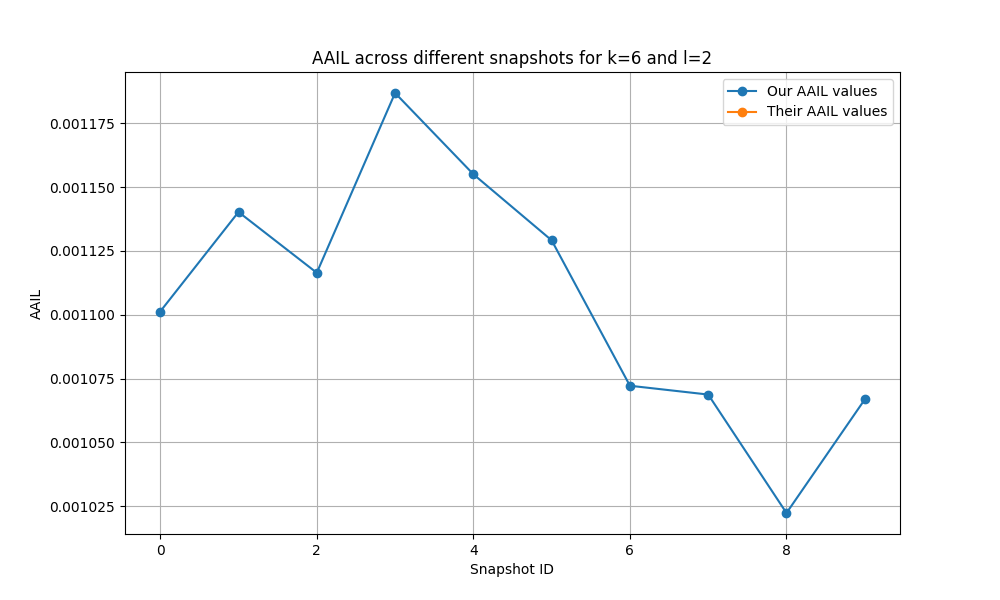 AAIL across different snapshots for k=6 and l=2
Our AAIL values
Their AAIL values
AAIL
0.001175
0.001150
0.001125
0.001100
0.001075
0.001050
0.001025
0 2 4 6 8
Snapshot ID